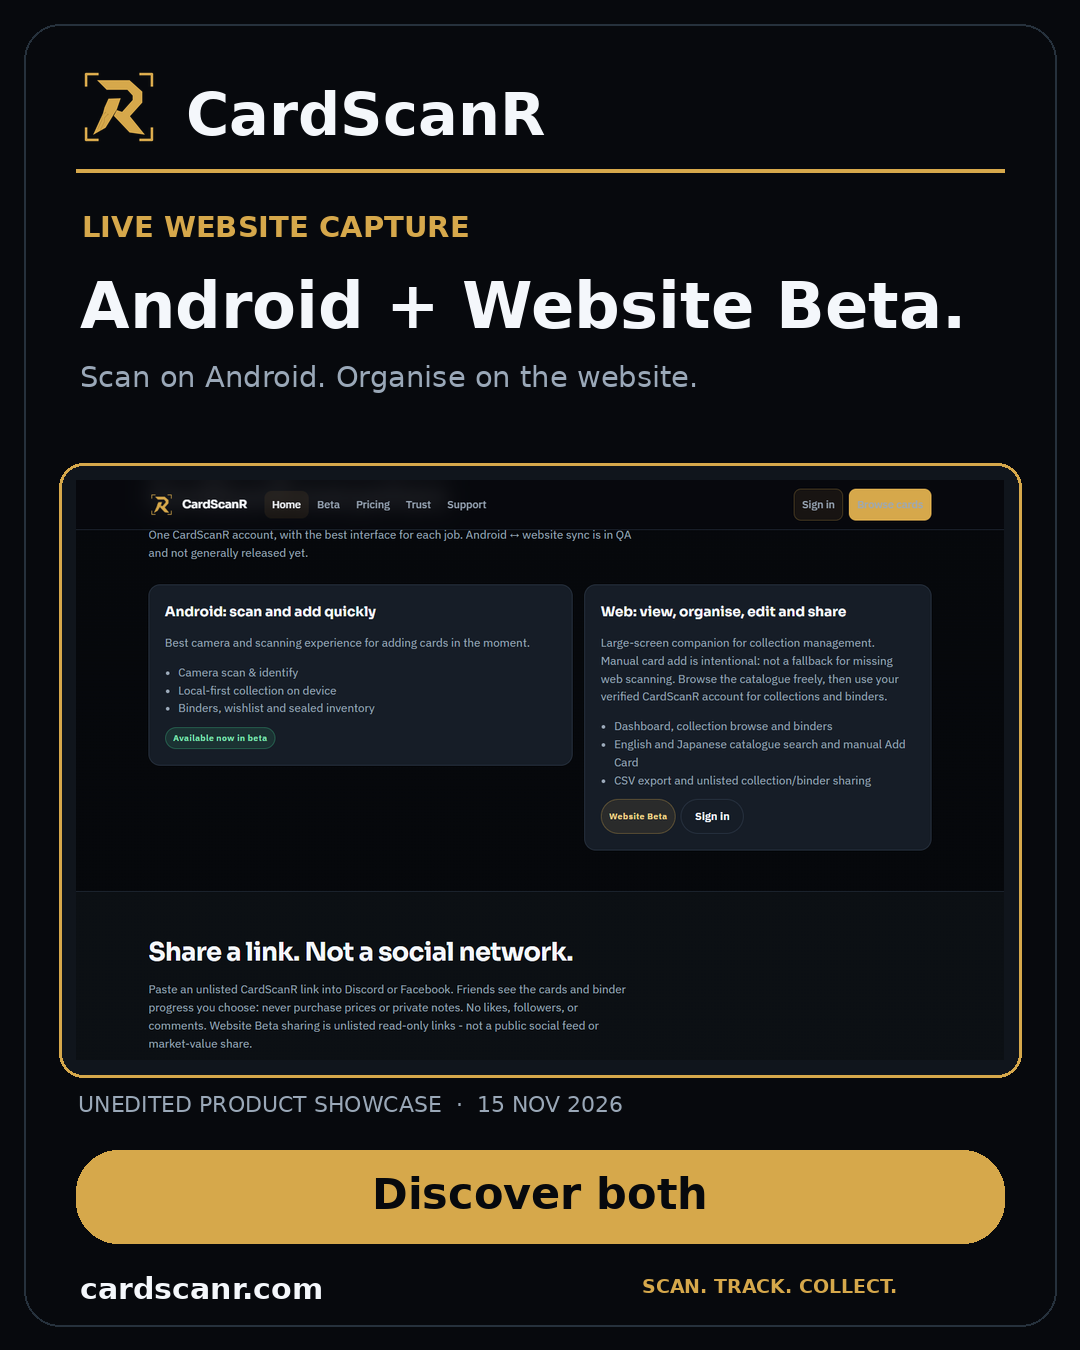 CardScanR
LIVE WEBSITE CAPTURE
Android + Website Beta.
Scan on Android. Organise on the website.
CardScanR Home Beta Pricing Trust Support Sign in
One CardScanR account, with the best interface for each job. Android ↔ website sync is in QA
and not generally released yet.
Android: scan and add quickly
Best camera and scanning experience for adding cards in the moment.
• Camera scan & identify
• Local-first collection on device
• Binders, wishlist and sealed inventory
Available now in beta
Web: view, organise, edit and share
Large-screen companion for collection management.
Manual card add is intentional: not a fallback for missing
web scanning. Browse the catalogue freely, then use your
verified CardScanR account for collections and binders.
• Dashboard, collection browse and binders
• English and Japanese catalogue search and manual Add
Card
• CSV export and unlisted collection/binder sharing
Website Beta Sign in
Share a link. Not a social network.
Paste an unlisted CardScanR link into Discord or Facebook. Friends see the cards and binder
progress you choose: never purchase prices or private notes. No likes, followers, or
comments. Website Beta sharing is unlisted read-only links - not a public social feed or
market-value share.
UNEDITED PRODUCT SHOWCASE · 15 NOV 2026
Discover both
cardscanr.com
SCAN. TRACK. COLLECT.